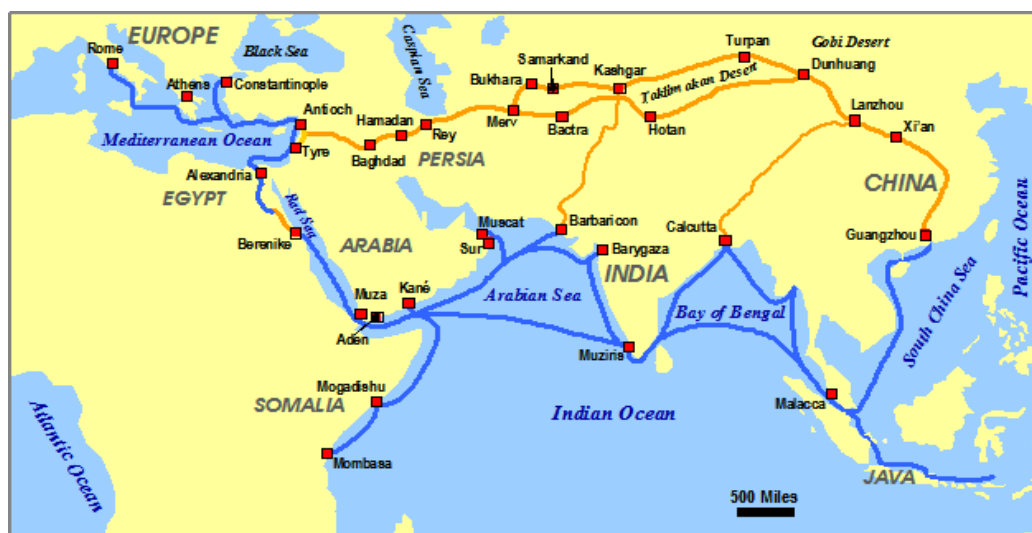 EUROPE
Rome
Black Sea
Caspian Sea
Turpan
Gobi Desert
Samarkand
Dunhuang
Bukhara
Kashgar
Athens
Constantinople
Taklimakan Desert
Antioch
Hamadan
Lanzhou
Merv
Bactra
Hotan
Rey
Xi'an
Mediterranean Ocean
Tyre
Baghdad
PERSIA
Alexandria
EGYPT
CHINA
Red Sea
Muscat
Barbaricon
Calcutta
Guangzhou
Berenike
ARABIA
Sur
Barygaza
INDIA
Pacific Ocean
Kané
Arabian Sea
Muza
Bay of Bengal
South China Sea
Aden
Muziris
Mogadishu
SOMALIA
Malacca
Indian Ocean
Atlantic Ocean
Mombasa
JAVA
500 Miles